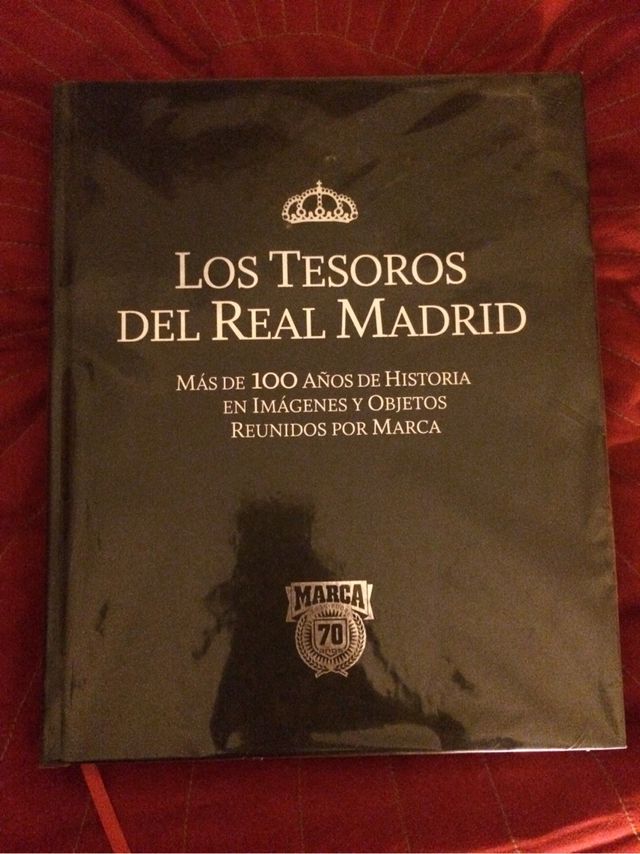 LOS TESOROS
DEL REAL MADRID
MÁS DE 100 AÑOS DE HISTORIA
EN IMÁGENES Y OBJETOS
REUNIDOS POR MARCA
MARCA
70
años